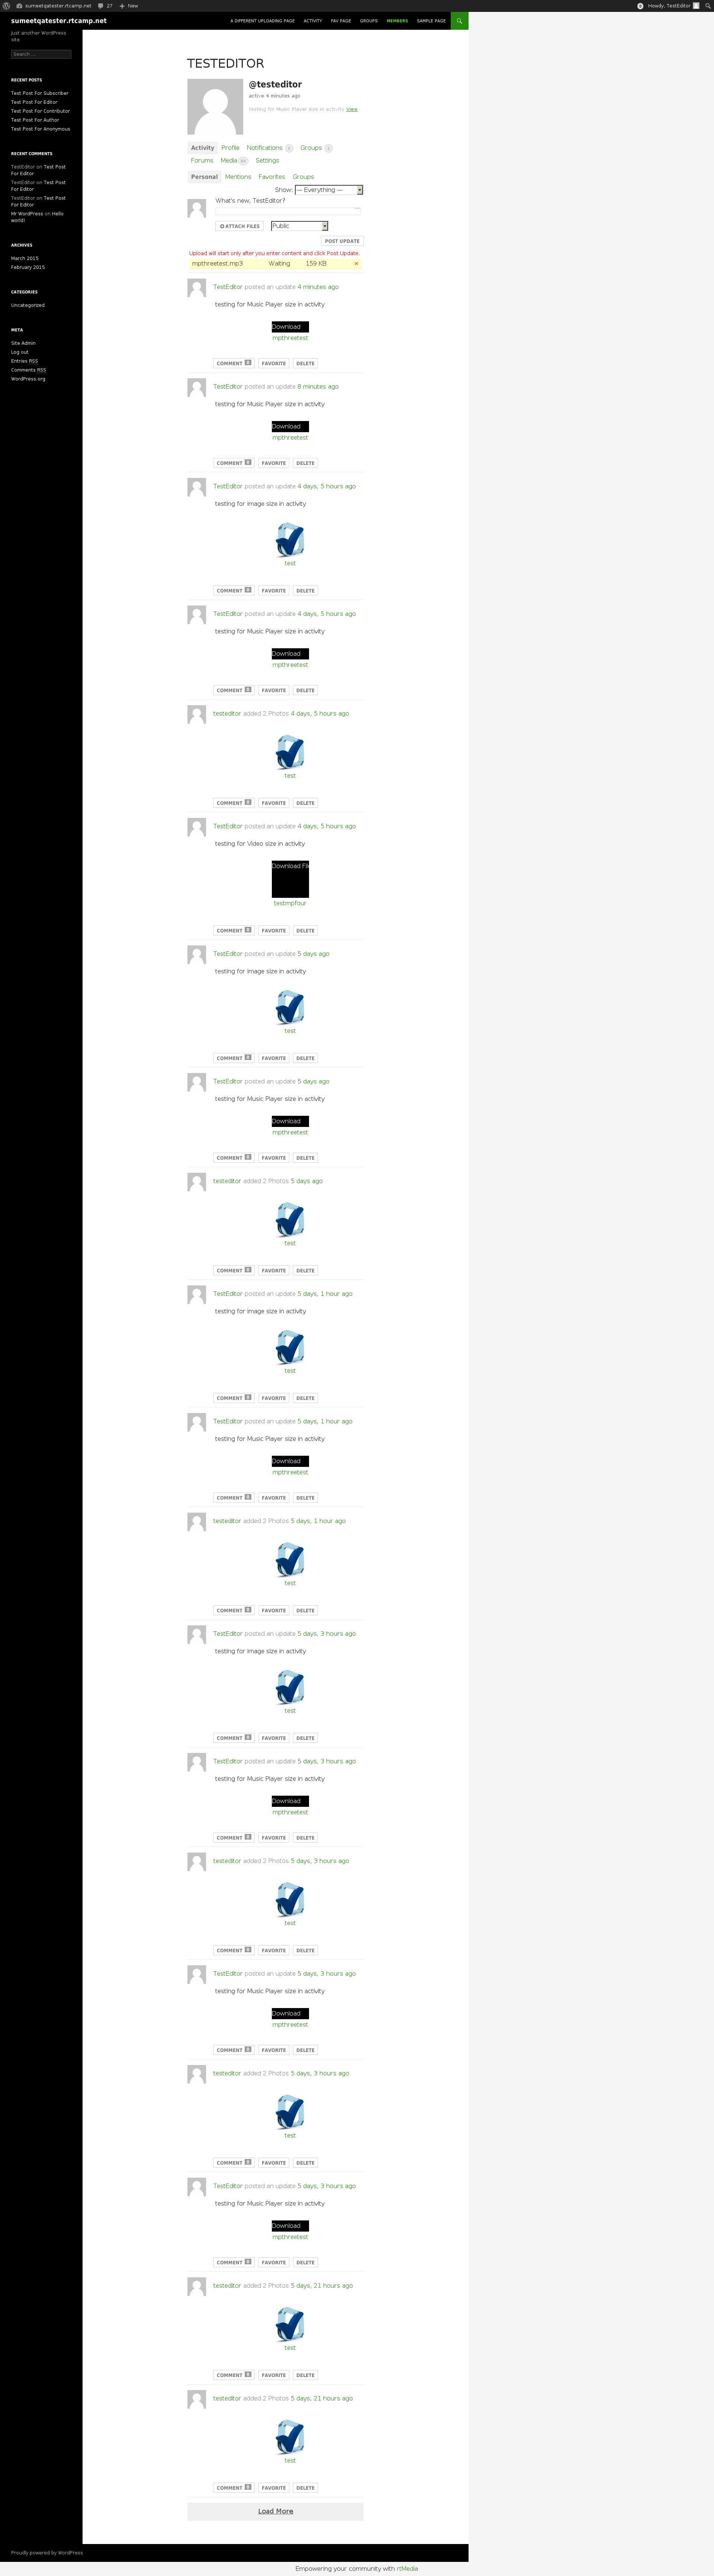 sumeetqatester.rtcamp.net 27 New Howdy, TestEditor
sumeetqatester.rtcamp.net
A DIFFERENT UPLOADING PAGE ACTIVITY FAV PAGE GROUPS MEMBERS SAMPLE PAGE
Just another WordPress
site
Search …
RECENT POSTS
Test Post For Subscriber
Test Post For Editor
Test Post For Contributor
Test Post For Author
Test Post For Anonymous
RECENT COMMENTS
TestEditor on Test Post
For Editor
TestEditor on Test Post
For Editor
TestEditor on Test Post
For Editor
Mr WordPress on Hello
world!
ARCHIVES
March 2015
February 2015
CATEGORIES
Uncategorized
META
Site Admin
Log out
Entries RSS
Comments RSS
WordPress.org
TESTEDITOR
@testeditor
active 4 minutes ago
testing for Music Player size in activity View
Activity Profile Notifications Groups
Forums Media Settings
Personal Mentions Favorites Groups
Show: — Everything —
What's new, TestEditor?
ATTACH FILES Public
POST UPDATE
Upload will start only after you enter content and click Post Update.
mpthreetest.mp3 Waiting 159 KB ×
TestEditor posted an update 4 minutes ago
testing for Music Player size in activity
Download
mpthreetest
COMMENT 0 FAVORITE DELETE
TestEditor posted an update 8 minutes ago
testing for Music Player size in activity
Download
mpthreetest
COMMENT 0 FAVORITE DELETE
TestEditor posted an update 4 days, 5 hours ago
testing for image size in activity
test
COMMENT 0 FAVORITE DELETE
TestEditor posted an update 4 days, 5 hours ago
testing for Music Player size in activity
Download
mpthreetest
COMMENT 0 FAVORITE DELETE
testeditor added 2 Photos 4 days, 5 hours ago
test
COMMENT 0 FAVORITE DELETE
TestEditor posted an update 4 days, 5 hours ago
testing for Video size in activity
Download File
testmpfour
COMMENT 0 FAVORITE DELETE
TestEditor posted an update 5 days ago
testing for image size in activity
test
COMMENT 0 FAVORITE DELETE
TestEditor posted an update 5 days ago
testing for Music Player size in activity
Download
mpthreetest
COMMENT 0 FAVORITE DELETE
testeditor added 2 Photos 5 days ago
test
COMMENT 0 FAVORITE DELETE
TestEditor posted an update 5 days, 1 hour ago
testing for image size in activity
test
COMMENT 0 FAVORITE DELETE
TestEditor posted an update 5 days, 1 hour ago
testing for Music Player size in activity
Download
mpthreetest
COMMENT 0 FAVORITE DELETE
testeditor added 2 Photos 5 days, 1 hour ago
test
COMMENT 0 FAVORITE DELETE
TestEditor posted an update 5 days, 3 hours ago
testing for image size in activity
test
COMMENT 0 FAVORITE DELETE
TestEditor posted an update 5 days, 3 hours ago
testing for Music Player size in activity
Download
mpthreetest
COMMENT 0 FAVORITE DELETE
testeditor added 2 Photos 5 days, 3 hours ago
test
COMMENT 0 FAVORITE DELETE
TestEditor posted an update 5 days, 3 hours ago
testing for Music Player size in activity
Download
mpthreetest
COMMENT 0 FAVORITE DELETE
testeditor added 2 Photos 5 days, 3 hours ago
test
COMMENT 0 FAVORITE DELETE
TestEditor posted an update 5 days, 3 hours ago
testing for Music Player size in activity
Download
mpthreetest
COMMENT 0 FAVORITE DELETE
testeditor added 2 Photos 5 days, 21 hours ago
test
COMMENT 0 FAVORITE DELETE
testeditor added 2 Photos 5 days, 21 hours ago
test
COMMENT 0 FAVORITE DELETE
Load More
Proudly powered by WordPress
Empowering your community with rtMedia